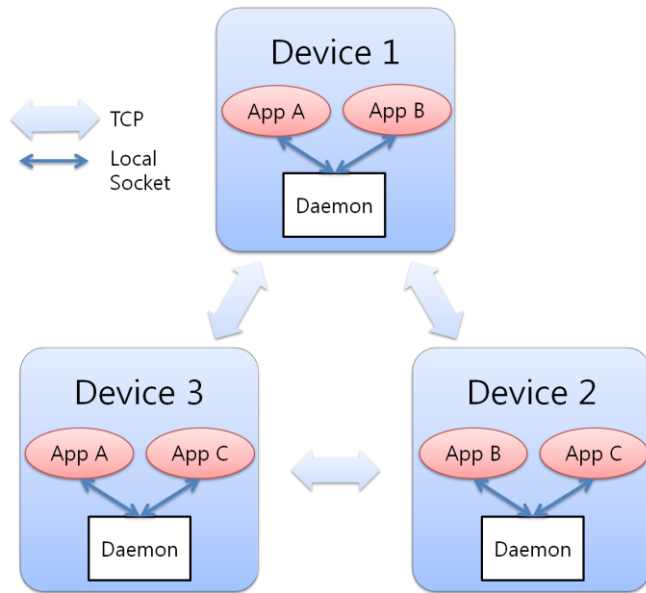 Device 1
App A
App B
Daemon
TCP
Local
Socket
Device 3
App A
App C
Daemon
Device 2
App B
App C
Daemon